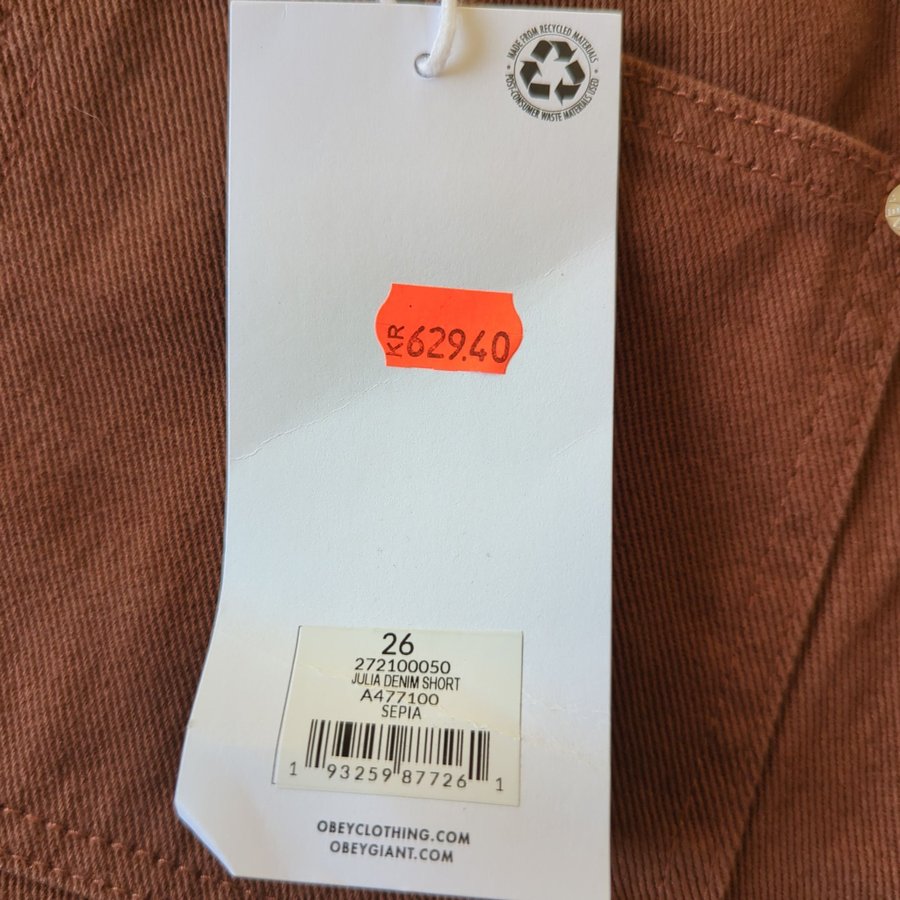 MADE FROM RECYCLED MATERIALS
POST-CONSUMER WASTE MATERIALS USED
KR 629.40
26
272100050
JULIA DENIM SHORT
A477100
SEPIA
1 93259 87726 1
OBEYCLOTHING.COM
OBEYGIANT.COM